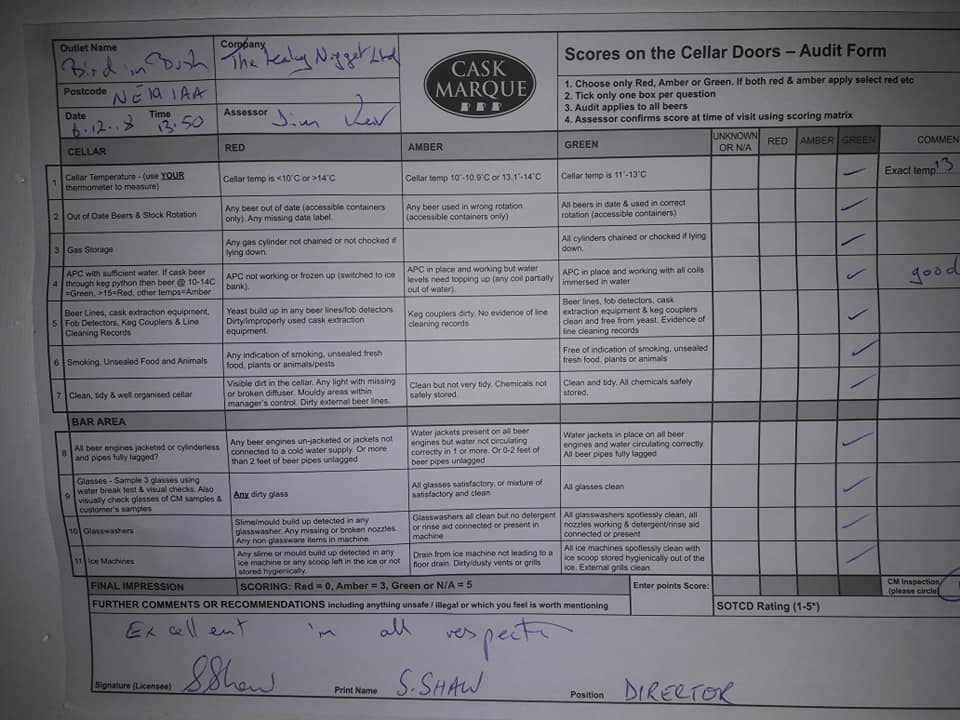 Outlet Name
Bird in Bush
Company
The Leaky Nugget Ltd
Postcode NE19 1AA
Date 6.12.18 Time 13.50
Assessor Jim
CASK
MARQUE
Scores on the Cellar Doors – Audit Form
1. Choose only Red, Amber or Green. If both red & amber apply select red etc
2. Tick only one box per question
3. Audit applies to all beers
4. Assessor confirms score at time of visit using scoring matrix
CELLAR RED AMBER GREEN UNKNOWN OR N/A RED AMBER GREEN COMMEN
1 Cellar Temperature - (use YOUR thermometer to measure) Cellar temp is <10˚C or >14˚C Cellar temp 10˚-10.9˚C or 13.1˚-14˚C Cellar temp is 11˚-13˚C Exact temp 13
2 Out of Date Beers & Stock Rotation Any beer out of date (accessible containers only). Any missing date label. Any beer used in wrong rotation (accessible containers only) All beers in date & used in correct rotation (accessible containers)
3 Gas Storage Any gas cylinder not chained or not chocked if lying down. All cylinders chained or chocked if lying down.
4 APC with sufficient water. If cask beer through keg python then beer @ 10-14C =Green, >15=Red, other temps=Amber APC not working or frozen up (switched to ice bank). APC in place and working but water levels need topping up (any coil partially out of water). APC in place and working with all coils immersed in water good
5 Beer Lines, cask extraction equipment, Fob Detectors, Keg Couplers & Line Cleaning Records Yeast build up in any beer lines/fob detectors Dirty/improperly used cask extraction equipment. Keg couplers dirty. No evidence of line cleaning records Beer lines, fob detectors, cask extraction equipment & keg couplers clean and free from yeast. Evidence of line cleaning records
6 Smoking, Unsealed Food and Animals Any indication of smoking, unsealed fresh food, plants or animals/pests Free of indication of smoking, unsealed fresh food, plants or animals
7 Clean, tidy & well organised cellar Visible dirt in the cellar. Any light with missing or broken diffuser. Mouldy areas within manager's control. Dirty external beer lines. Clean but not very tidy. Chemicals not safely stored. Clean and tidy. All chemicals safely stored.
BAR AREA
8 All beer engines jacketed or cylinderless and pipes fully lagged? Any beer engines un-jacketed or jackets not connected to a cold water supply. Or more than 2 feet of beer pipes unlagged Water jackets present on all beer engines but water not circulating correctly in 1 or more. Or 0-2 feet of beer pipes unlagged Water jackets in place on all beer engines and water circulating correctly. All beer pipes fully lagged
9 Glasses - Sample 3 glasses using water break test & visual checks. Also visually check glasses of CM samples & customer's samples Any dirty glass All glasses satisfactory, or mixture of satisfactory and clean All glasses clean
10 Glasswashers Slime/mould build up detected in any glasswasher. Any missing or broken nozzles. Any non glassware items in machine. Glasswashers all clean but no detergent or rinse aid connected or present in machine All glasswashers spotlessly clean, all nozzles working & detergent/rinse aid connected or present
11 Ice Machines Any slime or mould build up detected in any ice machine or any scoop left in the ice or not stored hygienically. Drain from ice machine not leading to a floor drain. Dirty/dusty vents or grills All ice machines spotlessly clean with ice scoop stored hygienically out of the ice. External grills clean.
FINAL IMPRESSION SCORING: Red = 0, Amber = 3, Green or N/A = 5 Enter points Score: CM Inspection (please circle)
FURTHER COMMENTS OR RECOMMENDATIONS including anything unsafe / illegal or which you feel is worth mentioning SOTCD Rating (1-5*)
Excellent in all respects
Signature (Licensee) SShaw Print Name S.SHAW Position DIRECTOR